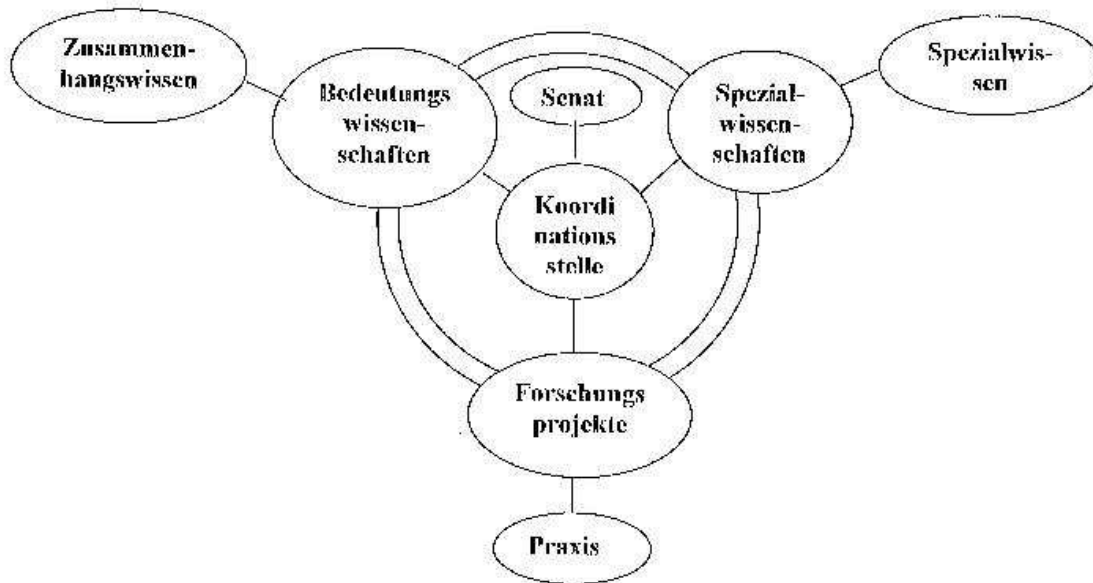 Zusammen-
hangswissen
Bedeutungs
wissen-
schaften
Senat
Spezial-
wissen-
schaften
Spezialwis-
sen
Koordi
nations
stelle
Forschungs
projekte
Praxis